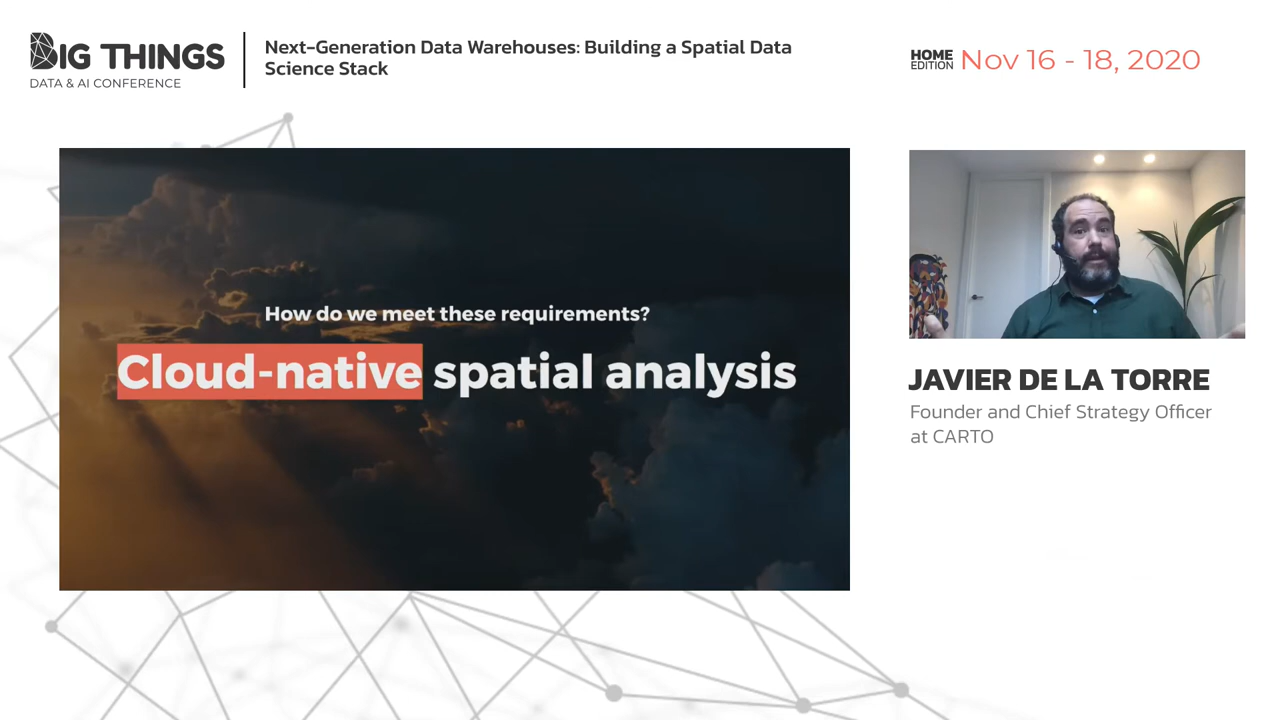 BIG THINGS
DATA & AI CONFERENCE
Next-Generation Data Warehouses: Building a Spatial Data
Science Stack
HOME
EDITION
Nov 16 - 18, 2020
How do we meet these requirements?
Cloud-native spatial analysis
JAVIER DE LA TORRE
Founder and Chief Strategy Officer
at CARTO